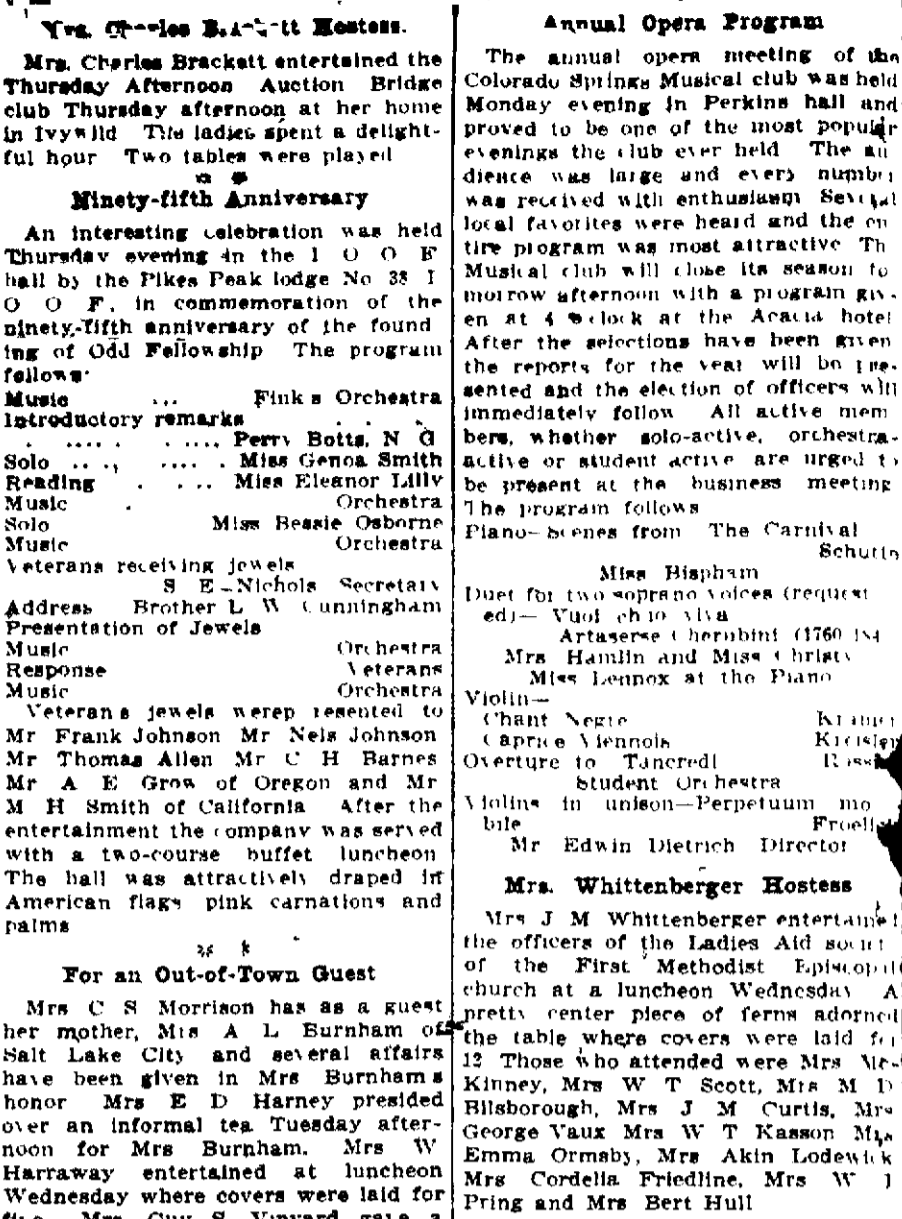 Mrs. Charles Brackett Hostess.
Mrs. Charles Brackett entertained the
Thursday Afternoon Auction Bridge
club Thursday afternoon at her home
in Ivywild The ladies spent a delight-
ful hour Two tables were played
Ninety-fifth Anniversary
An interesting celebration was held
Thursday evening in the I O O F
hall by the Pikes Peak lodge No 38 I
O O F, in commemoration of the
ninety-fifth anniversary of the found
ing of Odd Fellowship The program
follows
Music ... Fink s Orchestra
Introductory remarks
. ..... . .... Perry Botts, N G
Solo .. .. ..... . Miss Genoa Smith
Reading . . ... Miss Eleanor Lilly
Music . Orchestra
Solo Miss Bessie Osborne
Music Orchestra
Veterans receiving jewels
S E Nichols Secretary
Address Brother L W Cunningham
Presentation of Jewels
Music Orchestra
Response Veterans
Music Orchestra
Veterans jewels werep resented to
Mr Frank Johnson Mr Nels Johnson
Mr Thomas Allen Mr C H Barnes
Mr A E Grow of Oregon and Mr
M H Smith of California After the
entertainment the company was served
with a two-course buffet luncheon
The hall was attractively draped in
American flags pink carnations and
palms
For an Out-of-Town Guest
Mrs C S Morrison has as a guest
her mother, Mrs A L Burnham of
Salt Lake City and several affairs
have been given in Mrs Burnham s
honor Mrs E D Harney presided
over an informal tea Tuesday after-
noon for Mrs Burnham. Mrs W
Harraway entertained at luncheon
Wednesday where covers were laid for
Mrs Guy S Vinyard gave a
Annual Opera Program
The annual opera meeting of the
Colorado Springs Musical club was held
Monday evening in Perkins hall and
proved to be one of the most popular
evenings the club ever held The au
dience was large and every number
was received with enthusiasm Several
local favorites were heard and the en
tire program was most attractive Th
Musical club will close its season to
morrow afternoon with a program giv-
en at 4 o clock at the Acacia hotel
After the selections have been given
the reports for the year will be pre-
sented and the election of officers will
immediately follow All active mem
bers, whether solo-active, orchestra-
active or student active are urged to
be present at the business meeting
The program follows
Piano—Scenes from The Carnival
Schutte
Miss Bispham
Duet for two soprano voices (request
ed)— Vuoi ch io viva
Artaserse Cherubini (1760 184
Mrs Hamlin and Miss Christy
Miss Lennox at the Piano
Violin—
Chant Negre Kramer
Caprice Viennois Kreisler
Overture to Tancredi Rossi
Student Orchestra
Violins in unison—Perpetuum mo
bile Froelich
Mr Edwin Dietrich Director
Mrs. Whittenberger Hostess
Mrs J M Whittenberger entertained
the officers of the Ladies Aid societ
of the First Methodist Episcopal
church at a luncheon Wednesday A
pretty center piece of ferns adorned
the table where covers were laid for
12 Those who attended were Mrs Mc-
Kinney, Mrs W T Scott, Mrs M D
Bilsborough, Mrs J M Curtis, Mrs
George Vaux Mrs W T Kasson Mrs
Emma Ormsby, Mrs Akin Lodewick
Mrs Cordelia Friedline, Mrs W I
Pring and Mrs Bert Hull